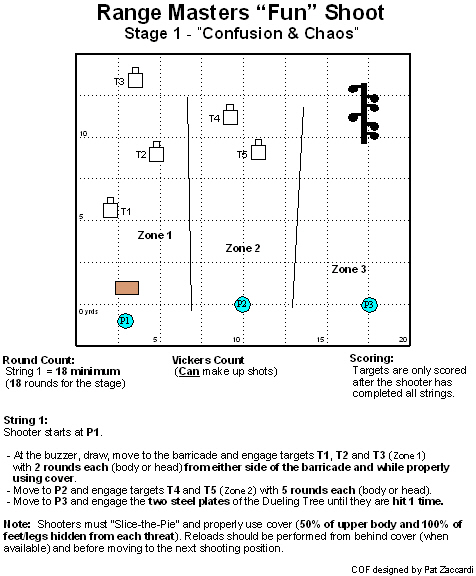 Range Masters “Fun” Shoot
Stage 1 - "Confusion & Chaos"
T3
T4
10
T2
T5
T1
5
Zone 1
Zone 2
Zone 3
0 yrds
P1
P2
P3
5
10
15
20
Round Count:
String 1 = 18 minimum
(18 rounds for the stage)
Vickers Count
(Can make up shots)
Scoring:
Targets are only scored
after the shooter has
completed all strings.
String 1:
Shooter starts at P1.
- At the buzzer, draw, move to the barricade and engage targets T1, T2 and T3 (Zone 1)
with 2 rounds each (body or head) from either side of the barricade and while properly
using cover.
- Move to P2 and engage targets T4 and T5 (Zone 2) with 5 rounds each (body or head).
- Move to P3 and engage the two steel plates of the Dueling Tree until they are hit 1 time.
Note: Shooters must "Slice-the-Pie" and properly use cover (50% of upper body and 100% of
feet/legs hidden from each threat). Reloads should be performed from behind cover (when
available) and before moving to the next shooting position.
COF designed by Pat Zaccardi